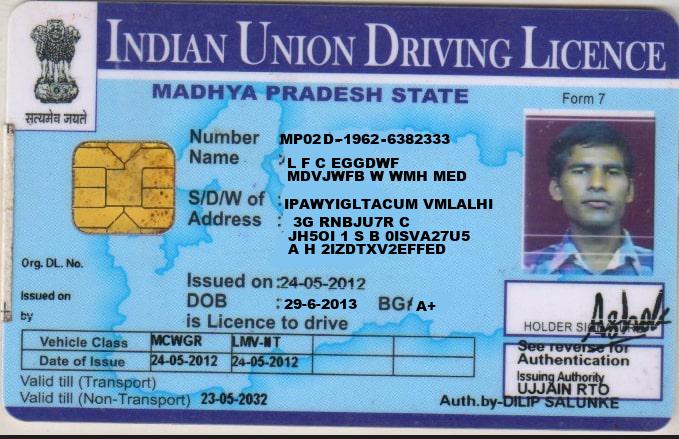 INDIAN UNION DRIVING LICENCE
सत्यमेव जयते
MADHYA PRADESH STATE
Form 7
Number MP02D-1962-6382333
Name : L F C EGGDWF
MDVJWFB W WMH MED
S/D/W of : IPAWYIGLTACUM VMLALHI
Address : 3G RNBJU7R C
JH5OI 1 S B 0ISVA27U5
A H 2IZDTXV2EFFED
Org. DL. No.
Issued on
by
Issued on :24-05-2012
DOB : 29-6-2013 BG/ A+
is Licence to drive
Vehicle Class MCWGR LMV-NT
Date of Issue 24-05-2012 24-05-2012
Valid till (Transport)
Valid till (Non-Transport) 23-05-2032
HOLDER SIGNATURE
See reverse for
Authentication
Issuing Authority
UJJAIN RTO
Auth.by-DILIP SALUNKE